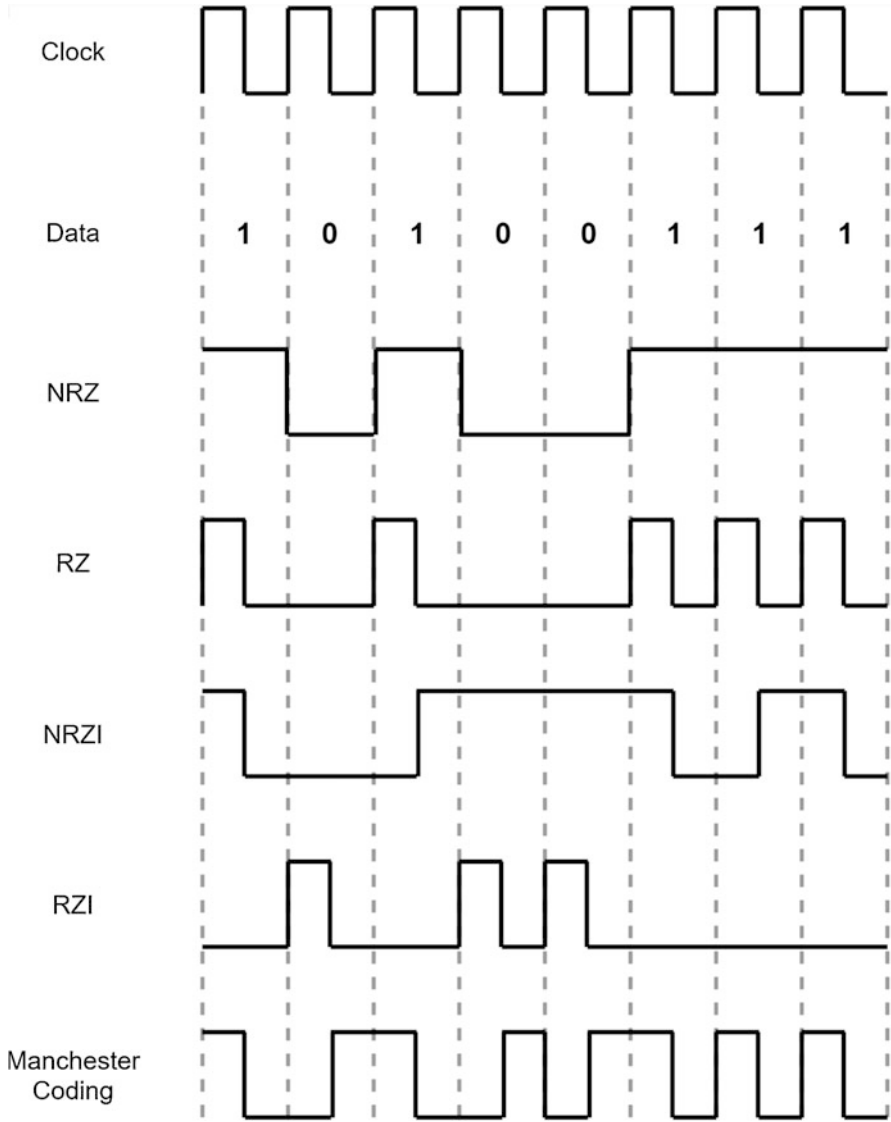 Clock
Data
1 0 1 0 0 1 1 1
NRZ
RZ
NRZI
RZI
Manchester
Coding